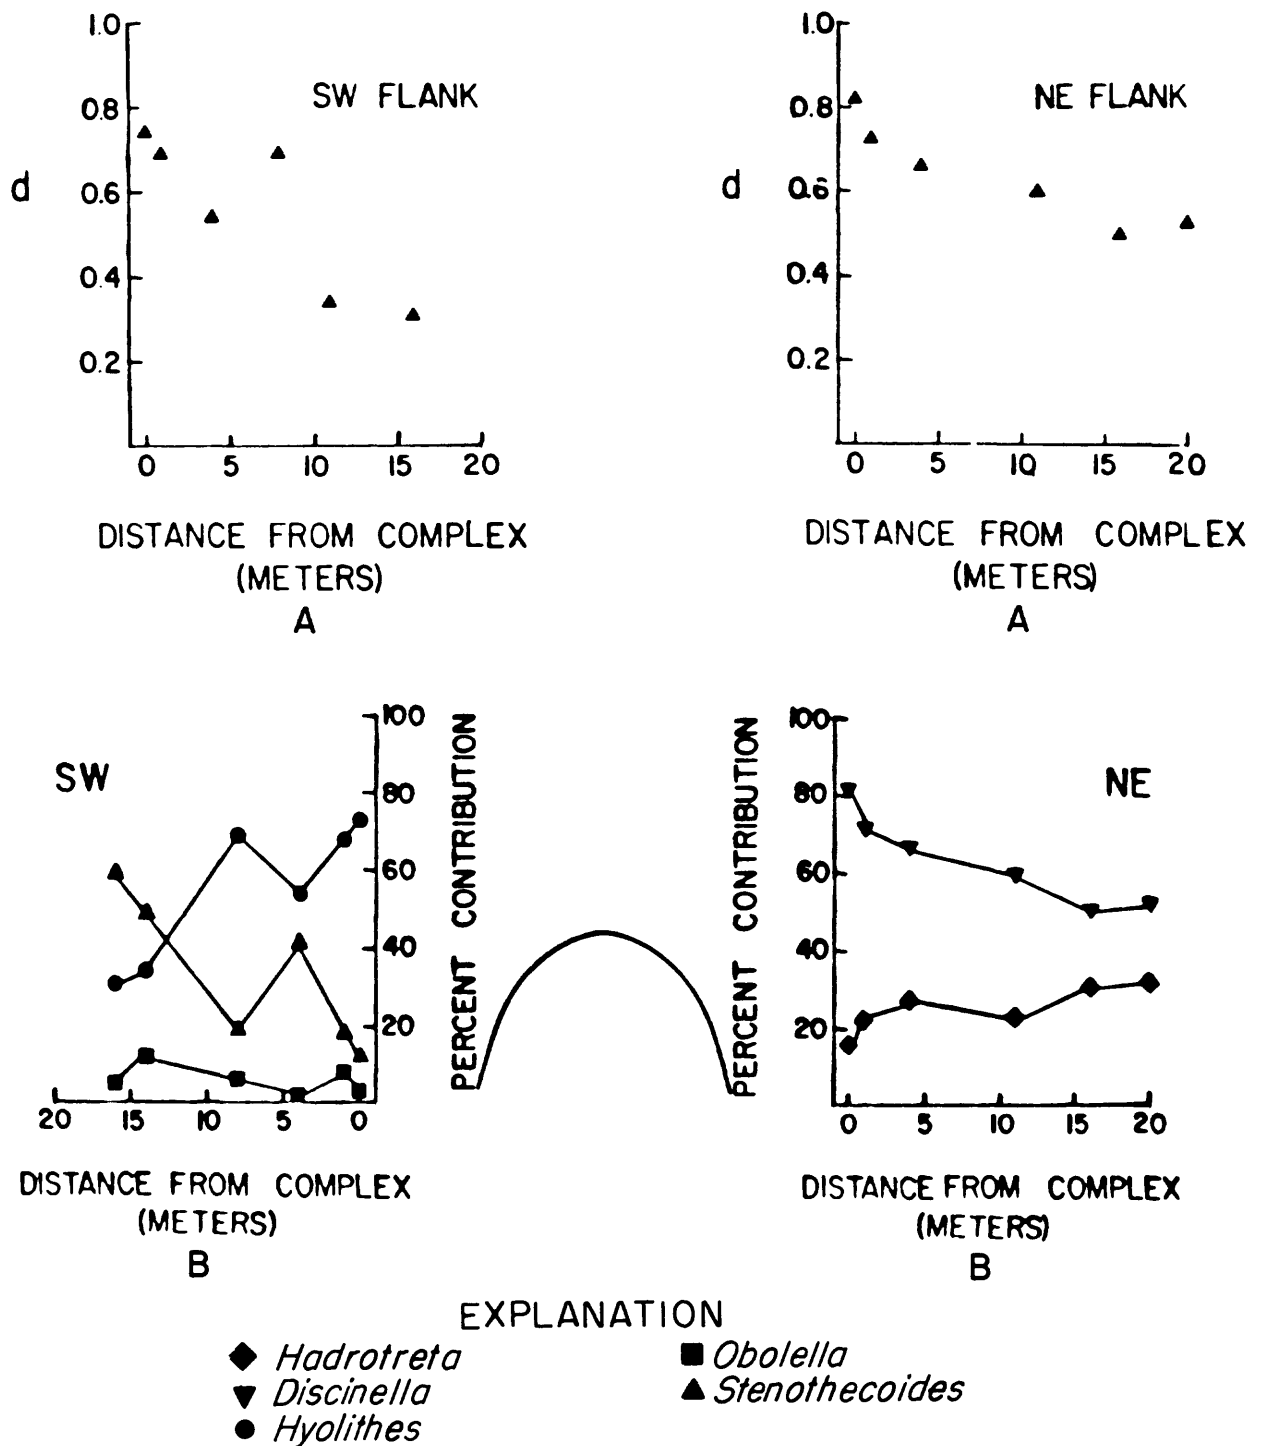 1.0
0.8
0.6
0.4
0.2
d
SW FLANK
0 5 10 15 20
DISTANCE FROM COMPLEX
(METERS)
A
1.0
0.8
0.6
0.4
0.2
d
NE FLANK
0 5 10 15 20
DISTANCE FROM COMPLEX
(METERS)
A
SW
100
80
60
40
20
PERCENT CONTRIBUTION
20 15 10 5 0
DISTANCE FROM COMPLEX
(METERS)
B
PERCENT CONTRIBUTION
100
80
60
40
20
NE
0 5 10 15 20
DISTANCE FROM COMPLEX
(METERS)
B
EXPLANATION
Hadrotreta
Discinella
Hyolithes
Obolella
Stenothecoides